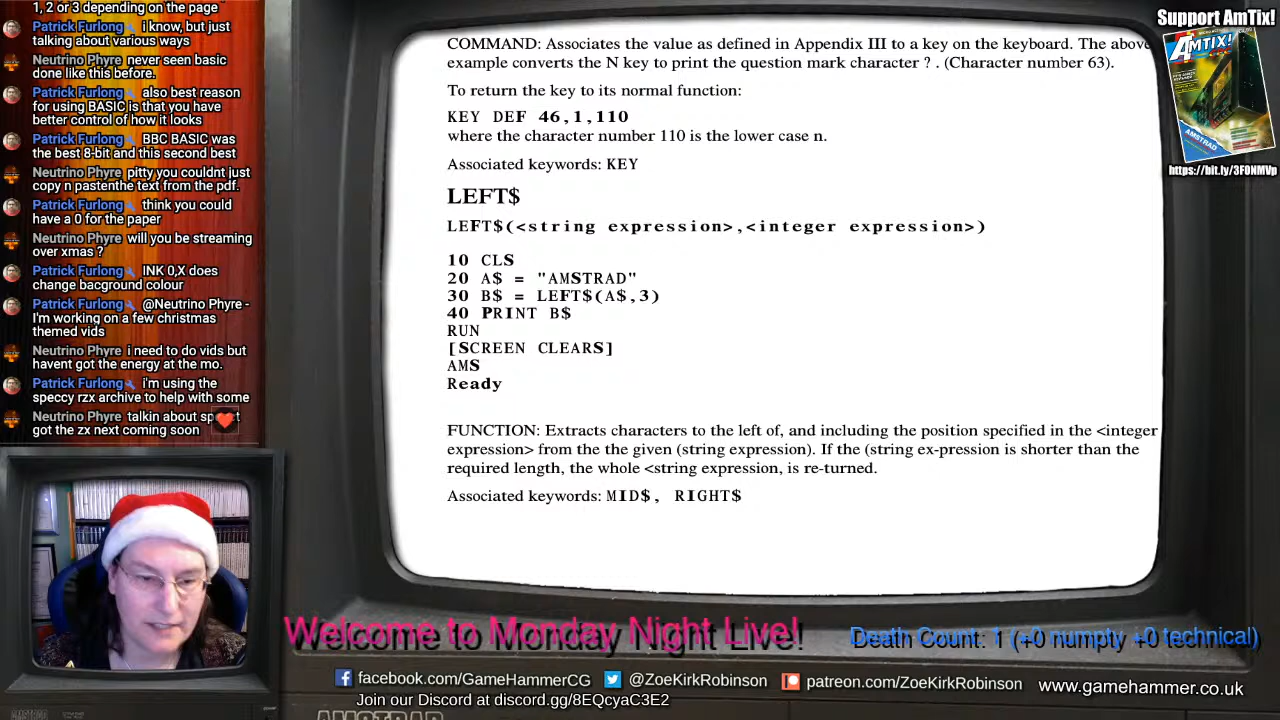 1, 2 or 3 depending on the page
Patrick Furlong i know, but just
talking about various ways
Neutrino Phyre never seen basic
done like this before.
Patrick Furlong also best reason
for using BASIC is that you have
better control of how it looks
Patrick Furlong BBC BASIC was
the best 8-bit and this second best
Neutrino Phyre pitty you couldnt just
copy n pastenthe text from the pdf.
Patrick Furlong think you could
have a 0 for the paper
Neutrino Phyre will you be streaming
over xmas ?
Patrick Furlong INK 0,X does
change bacground colour
Patrick Furlong @Neutrino Phyre -
I'm working on a few christmas
themed vids
Neutrino Phyre i need to do vids but
havent got the energy at the mo.
Patrick Furlong i'm using the
speccy rzx archive to help with some
Neutrino Phyre talkin about
got the zx next coming soon
COMMAND: Associates the value as defined in Appendix III to a key on the keyboard. The above
example converts the N key to print the question mark character ? . (Character number 63).
To return the key to its normal function:
KEY DEF 46,1,110
where the character number 110 is the lower case n.
Associated keywords: KEY
LEFT$
LEFT$(<string expression>,<integer expression>)
10 CLS
20 A$ = "AMSTRAD"
30 B$ = LEFT$(A$,3)
40 PRINT B$
RUN
[SCREEN CLEARS]
AMS
Ready
FUNCTION: Extracts characters to the left of, and including the position specified in the <integer
expression> from the the given (string expression). If the (string ex-pression is shorter than the
required length, the whole <string expression, is re-turned.
Associated keywords: MID$, RIGHT$
Support AmTix!
AMTIX!
AMSTRAD
https://bit.ly/3F0NMVp
Welcome to Monday Night Live!
Death Count: 1 (+0 numpty +0 technical)
facebook.com/GameHammerCG @ZoeKirkRobinson patreon.com/ZoeKirkRobinson www.gamehammer.co.uk
Join our Discord at discord.gg/8EQcyaC3E2
AMSTRAD